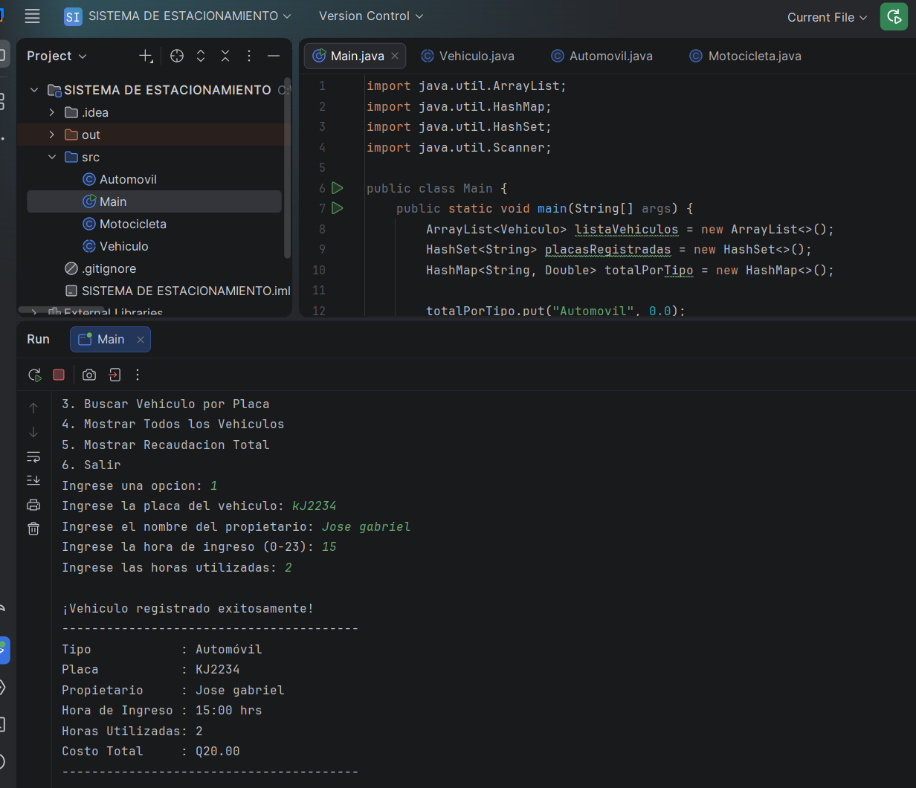 SI SISTEMA DE ESTACIONAMIENTO Version Control Current File
Project
Main.java Vehiculo.java Automovil.java Motocicleta.java
SISTEMA DE ESTACIONAMIENTO
.idea
out
src
Automovil
Main
Motocicleta
Vehiculo
.gitignore
SISTEMA DE ESTACIONAMIENTO.iml
External Libraries
1 import java.util.ArrayList;
2 import java.util.HashMap;
3 import java.util.HashSet;
4 import java.util.Scanner;
5
6 public class Main {
7 public static void main(String[] args) {
8 ArrayList<Vehiculo> listaVehiculos = new ArrayList<>();
9 HashSet<String> placasRegistradas = new HashSet<>();
10 HashMap<String, Double> totalPorTipo = new HashMap<>();
11
12 totalPorTipo.put("Automovil", 0.0);
Run Main
3. Buscar Vehiculo por Placa
4. Mostrar Todos los Vehiculos
5. Mostrar Recaudacion Total
6. Salir
Ingrese una opcion: 1
Ingrese la placa del vehiculo: kJ2234
Ingrese el nombre del propietario: Jose gabriel
Ingrese la hora de ingreso (0-23): 15
Ingrese las horas utilizadas: 2
¡Vehiculo registrado exitosamente!
----------------------------------------
Tipo : Automóvil
Placa : KJ2234
Propietario : Jose gabriel
Hora de Ingreso : 15:00 hrs
Horas Utilizadas: 2
Costo Total : Q20.00
----------------------------------------